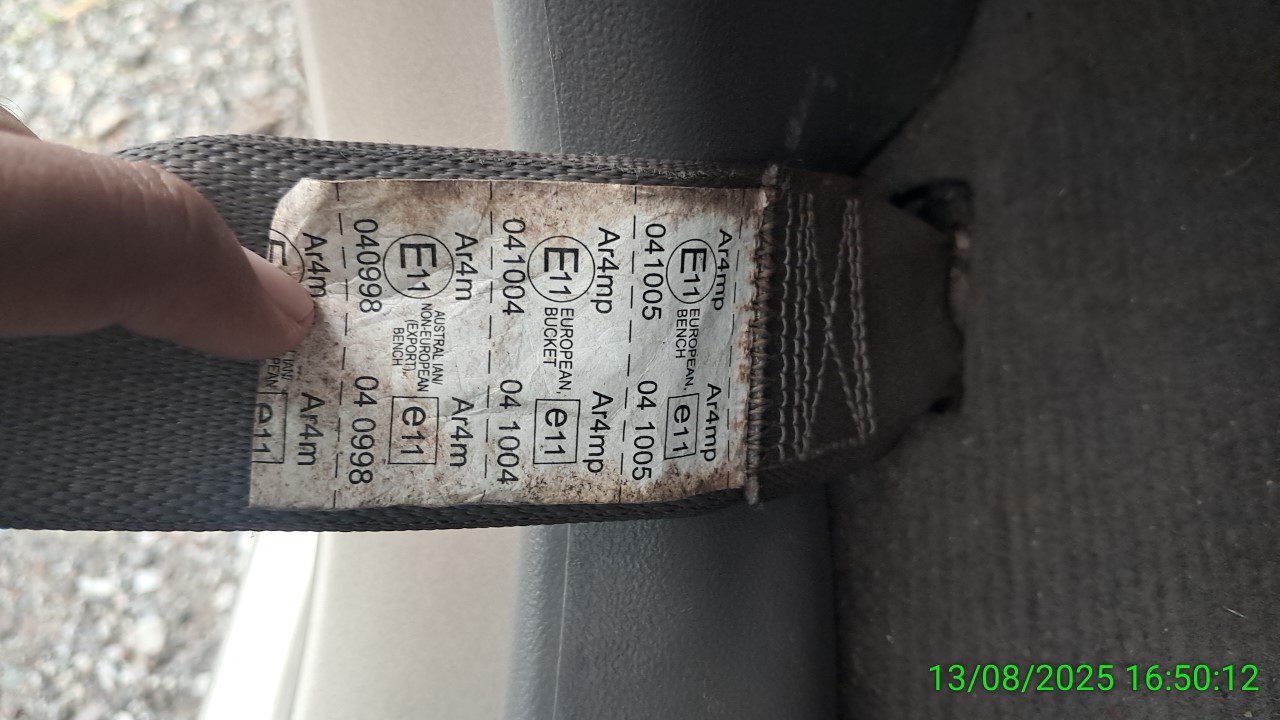 Ar4mp Ar4mp
E11 EUROPEAN, e11
BENCH
041005 04 1005
Ar4mp Ar4mp
E11 EUROPEAN, e11
BUCKET
041004 04 1004
Ar4m Ar4m
AUSTRALIAN/
E11 NON-EUROPEAN e11
(EXPORT),
BENCH
040998 04 0998
Ar4m Ar4m
e11
13/08/2025 16:50:12